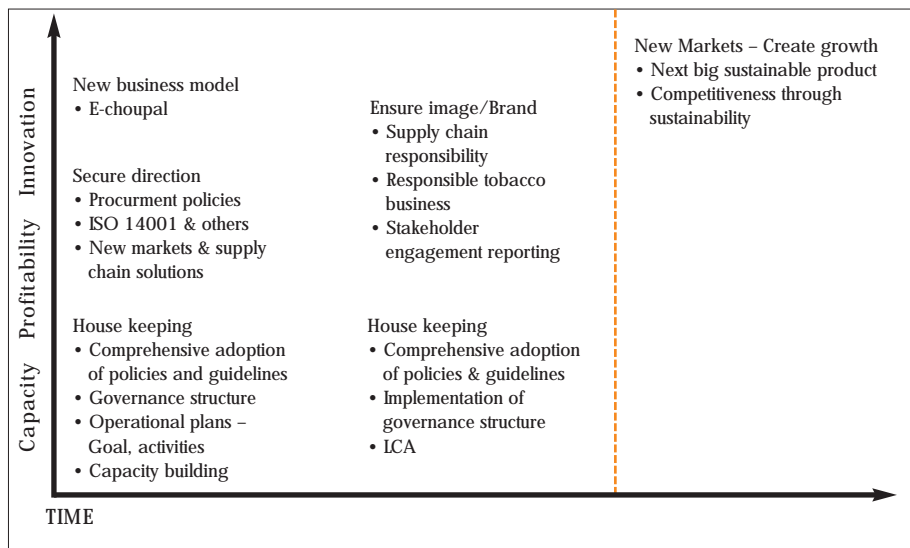 Capacity Profitability Innovation
New business model
• E-choupal
Secure direction
• Procurment policies
• ISO 14001 & others
• New markets & supply
chain solutions
House keeping
• Comprehensive adoption
of policies and guidelines
• Governance structure
• Operational plans –
Goal, activities
• Capacity building
Ensure image/Brand
• Supply chain
responsibility
• Responsible tobacco
business
• Stakeholder
engagement reporting
House keeping
• Comprehensive adoption
of policies & guidelines
• Implementation of
governance structure
• LCA
New Markets – Create growth
• Next big sustainable product
• Competitiveness through
sustainability
TIME